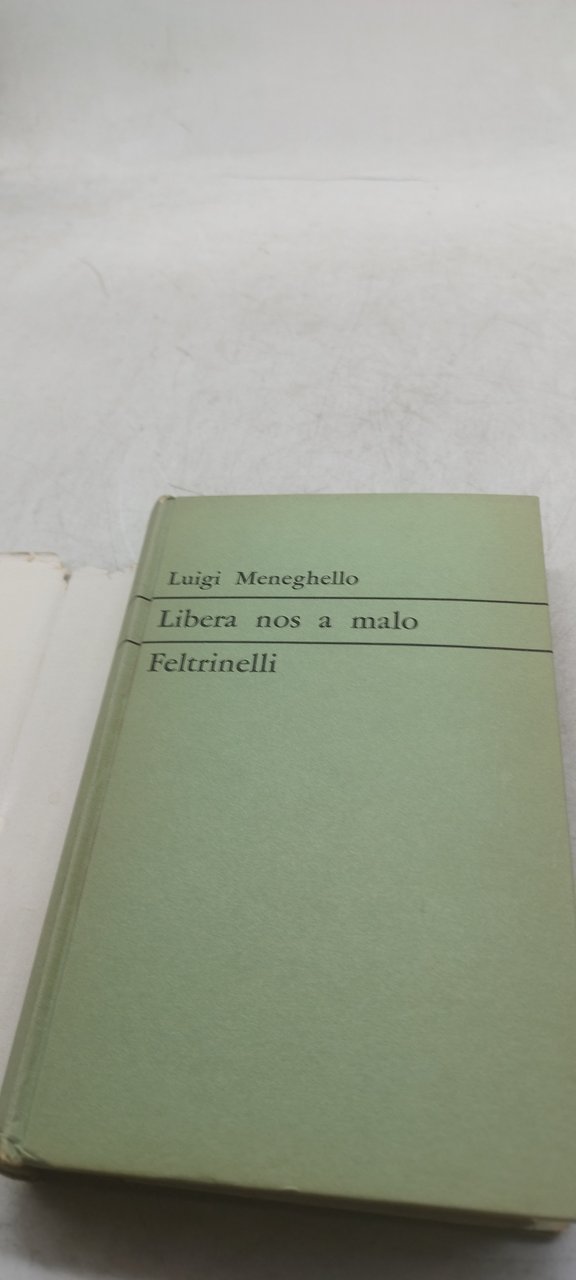 Luigi Meneghello
Libera nos a malo
Feltrinelli